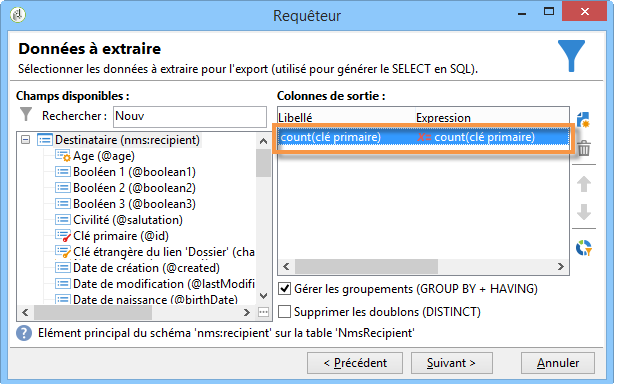 Requêteur
Données à extraire
Sélectionner les données à extraire pour l'export (utilisé pour générer le SELECT en SQL).
Champs disponibles :
Rechercher : Nouv
Destinataire (nms:recipient)
Age (@age)
Booléen 1 (@boolean1)
Booléen 2 (@boolean2)
Booléen 3 (@boolean3)
Civilité (@salutation)
Clé primaire (@id)
Clé étrangère du lien 'Dossier' (cha
Date de création (@created)
Date de modification (@lastModifi
Date de naissance (@birthDate)
Colonnes de sortie :
Libellé Expression
count(clé primaire) count(clé primaire)
Gérer les groupements (GROUP BY + HAVING)
Supprimer les doublons (DISTINCT)
Elément principal du schéma 'nms:recipient' sur la table 'NmsRecipient'
< Précédent Suivant > Annuler